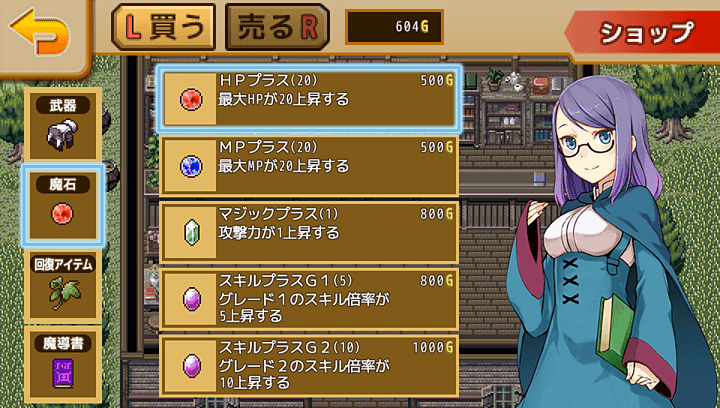 L買う
売るR
604G
ショップ
武器
魔石
回復アイテム
魔導書
HPプラス(20) 500G
最大HPが20上昇する
MPプラス(20) 500G
最大MPが20上昇する
マジックプラス(1) 800G
攻撃力が1上昇する
スキルプラスG1(5) 800G
グレード1のスキル倍率が
5上昇する
スキルプラスG2(10) 1000G
グレード2のスキル倍率が
10上昇する